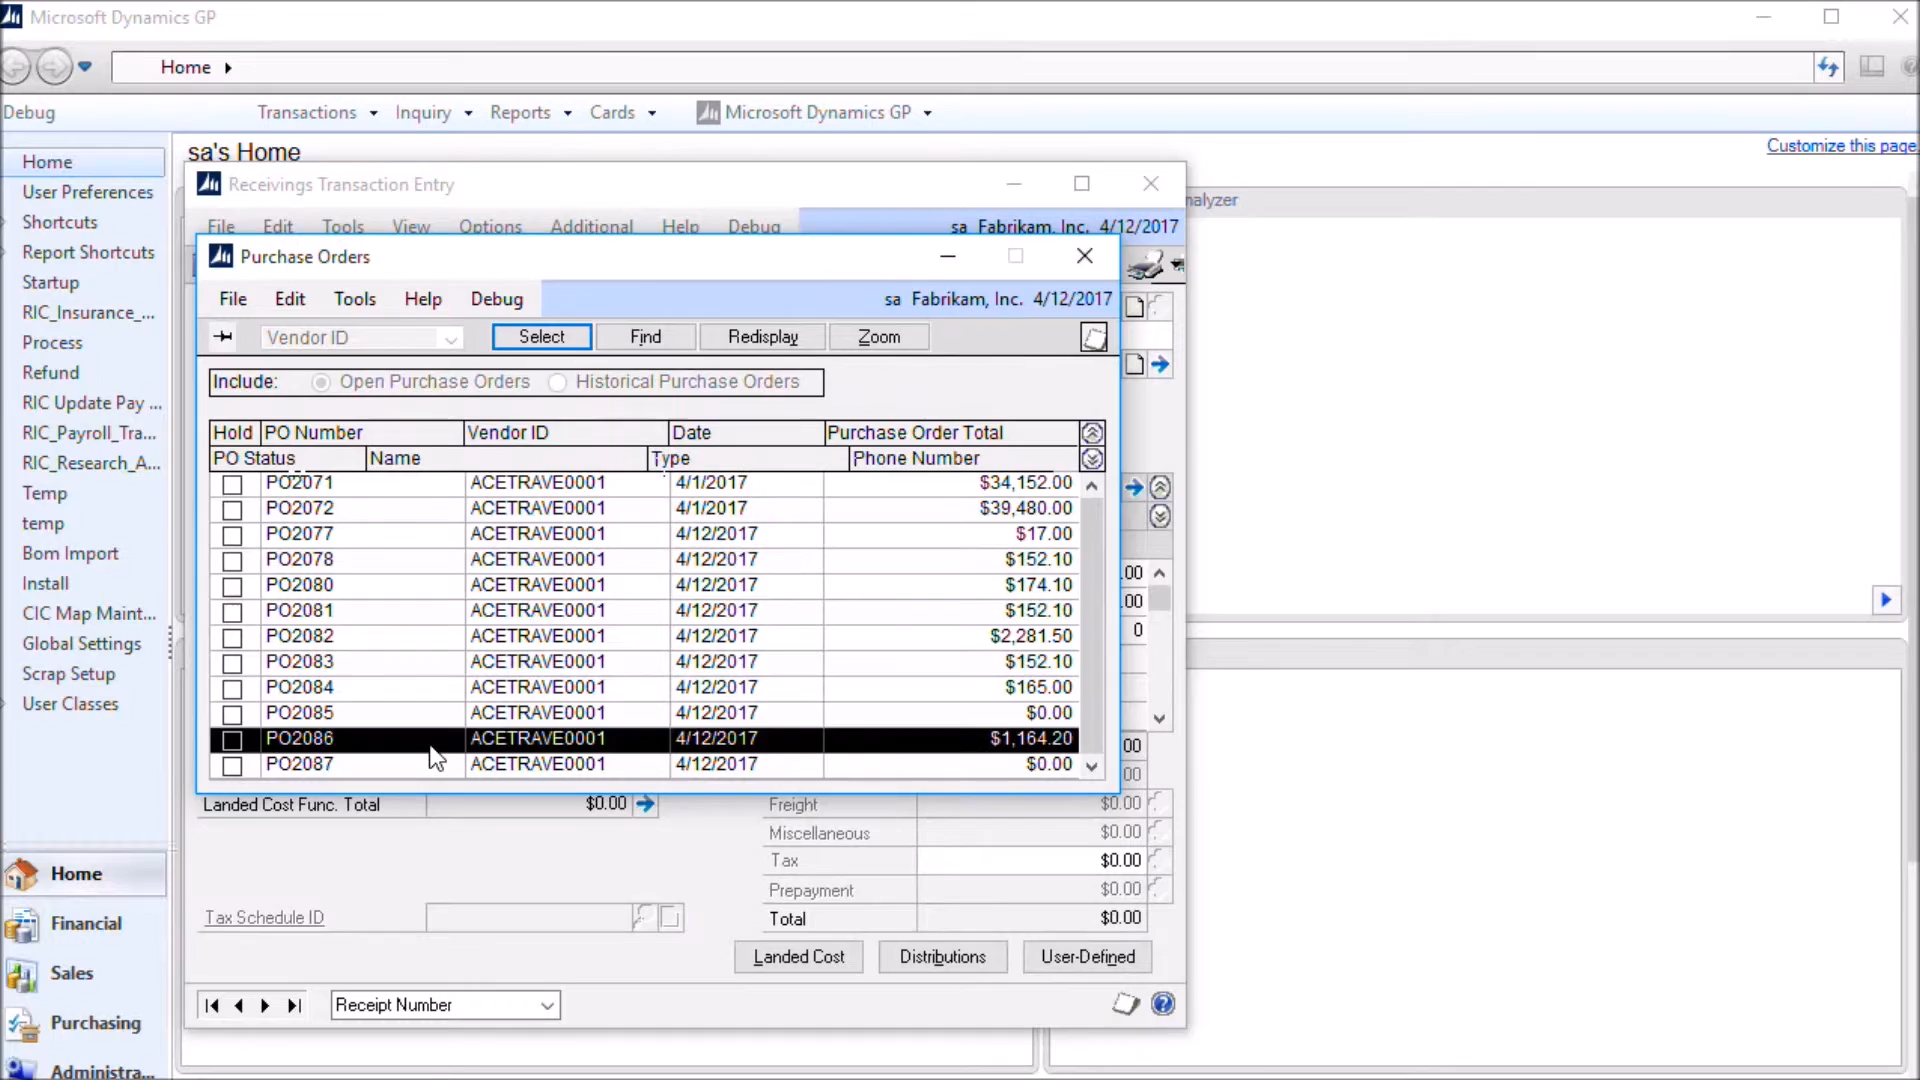 Microsoft Dynamics GP
Home
Debug
Transactions
Inquiry
Reports
Cards
Microsoft Dynamics GP
sa's Home
Customize this page
Home
User Preferences
Shortcuts
Report Shortcuts
Startup
RIC_Insurance_...
Process
Refund
RIC Update Pay ...
RIC_Payroll_Tra...
RIC_Research_A...
Temp
temp
Bom Import
Install
CIC Map Maint...
Global Settings
Scrap Setup
User Classes
Home
Financial
Sales
Purchasing
Administra...
Receivings Transaction Entry
nalyzer
File Edit Tools View Options Additional Help Debug
sa Fabrikam, Inc. 4/12/2017
Purchase Orders
File Edit Tools Help Debug
sa Fabrikam, Inc. 4/12/2017
Vendor ID
Select
Find
Redisplay
Zoom
Include: Open Purchase Orders Historical Purchase Orders
Hold PO Number Vendor ID Date Purchase Order Total
PO Status Name Type Phone Number
PO2071 ACETRAVE0001 4/1/2017 $34,152.00
PO2072 ACETRAVE0001 4/1/2017 $39,480.00
PO2077 ACETRAVE0001 4/12/2017 $17.00
PO2078 ACETRAVE0001 4/12/2017 $152.10
PO2080 ACETRAVE0001 4/12/2017 $174.10
PO2081 ACETRAVE0001 4/12/2017 $152.10
PO2082 ACETRAVE0001 4/12/2017 $2,281.50
PO2083 ACETRAVE0001 4/12/2017 $152.10
PO2084 ACETRAVE0001 4/12/2017 $165.00
PO2085 ACETRAVE0001 4/12/2017 $0.00
PO2086 ACETRAVE0001 4/12/2017 $1,164.20
PO2087 ACETRAVE0001 4/12/2017 $0.00
.00
.00
0
00
00
Landed Cost Func. Total $0.00
Freight $0.00
Miscellaneous $0.00
Tax $0.00
Prepayment $0.00
Tax Schedule ID
Total $0.00
Landed Cost
Distributions
User-Defined
Receipt Number